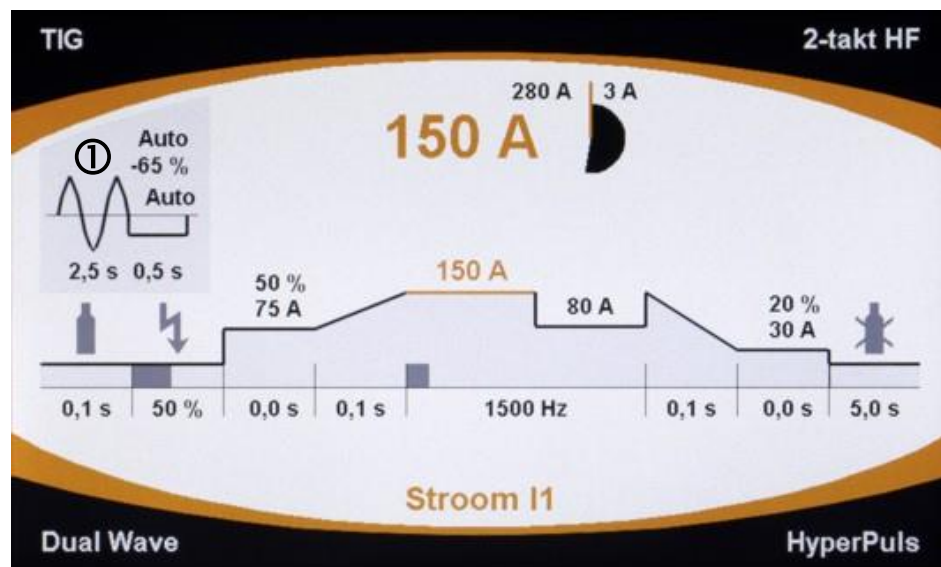 TIG
2-takt HF
280 A 3 A
150 A
①
Auto
-65 %
Auto
2,5 s 0,5 s
50 %
75 A
150 A
80 A
20 %
30 A
0,1 s 50 % 0,0 s 0,1 s 1500 Hz 0,1 s 0,0 s 5,0 s
Stroom I1
Dual Wave
HyperPuls